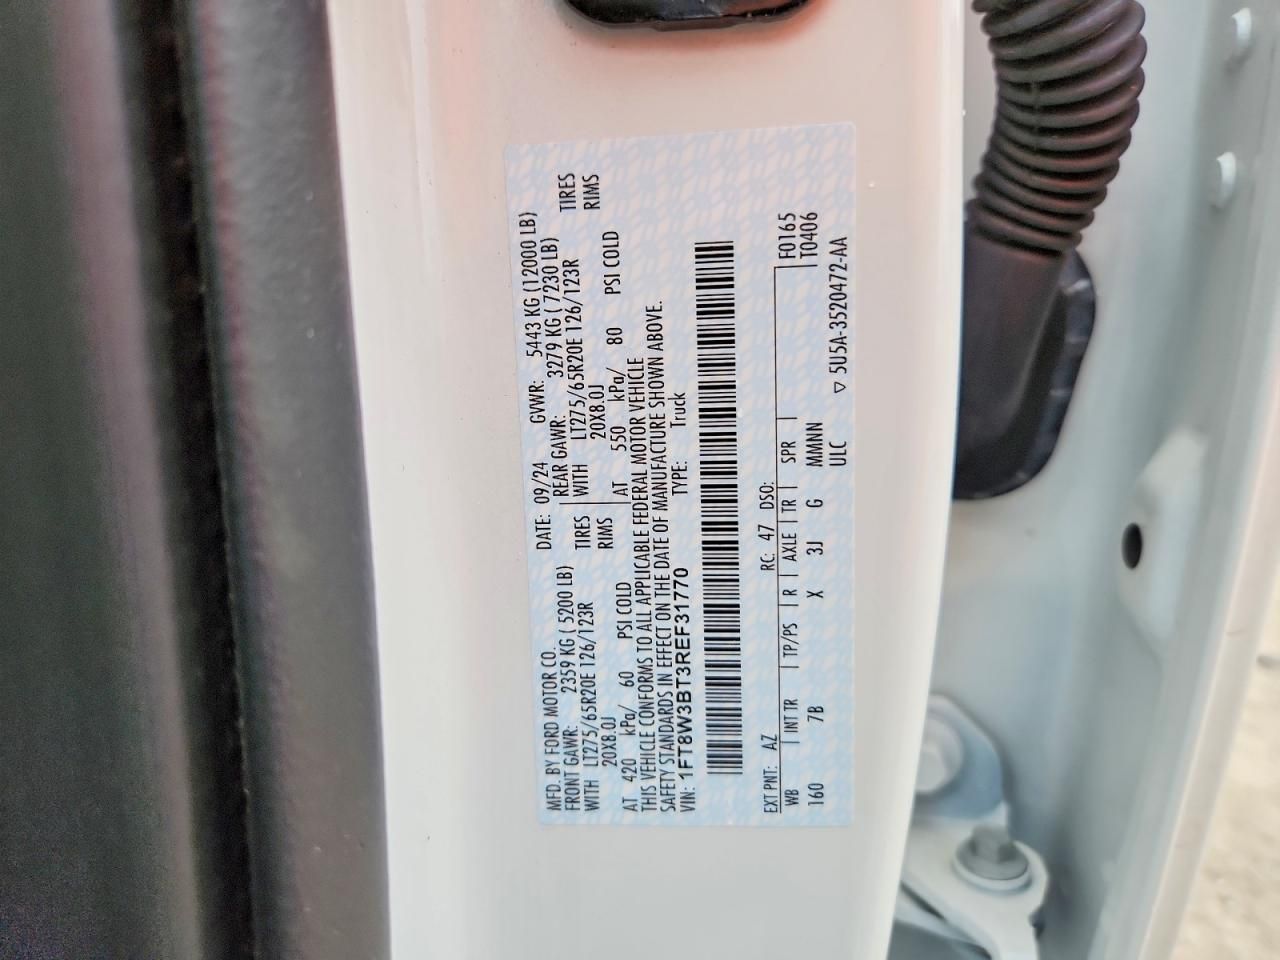 MFD. BY FORD MOTOR CO. DATE: 09/24 GVWR: 5443 KG (12000 LB)
FRONT GAWR: 2359 KG ( 5200 LB) REAR GAWR: 3279 KG ( 7230 LB)
WITH LT275/65R20E 126/123R TIRES WITH LT275/65R20E 126/123R TIRES
20X8.0J RIMS 20X8.0J RIMS
AT 420 kPa/ 60 PSI COLD AT 550 kPa/ 80 PSI COLD
THIS VEHICLE CONFORMS TO ALL APPLICABLE FEDERAL MOTOR VEHICLE
SAFETY STANDARDS IN EFFECT ON THE DATE OF MANUFACTURE SHOWN ABOVE.
VIN: 1FT8W3BT3REF31770 TYPE: Truck
EXT PNT: AZ RC: 47 DSO: F0165
WB INT TR TP/PS R AXLE TR SPR T0406
160 7B X 3J G MMNN
ULC ▽ 5U5A-3520472-AA